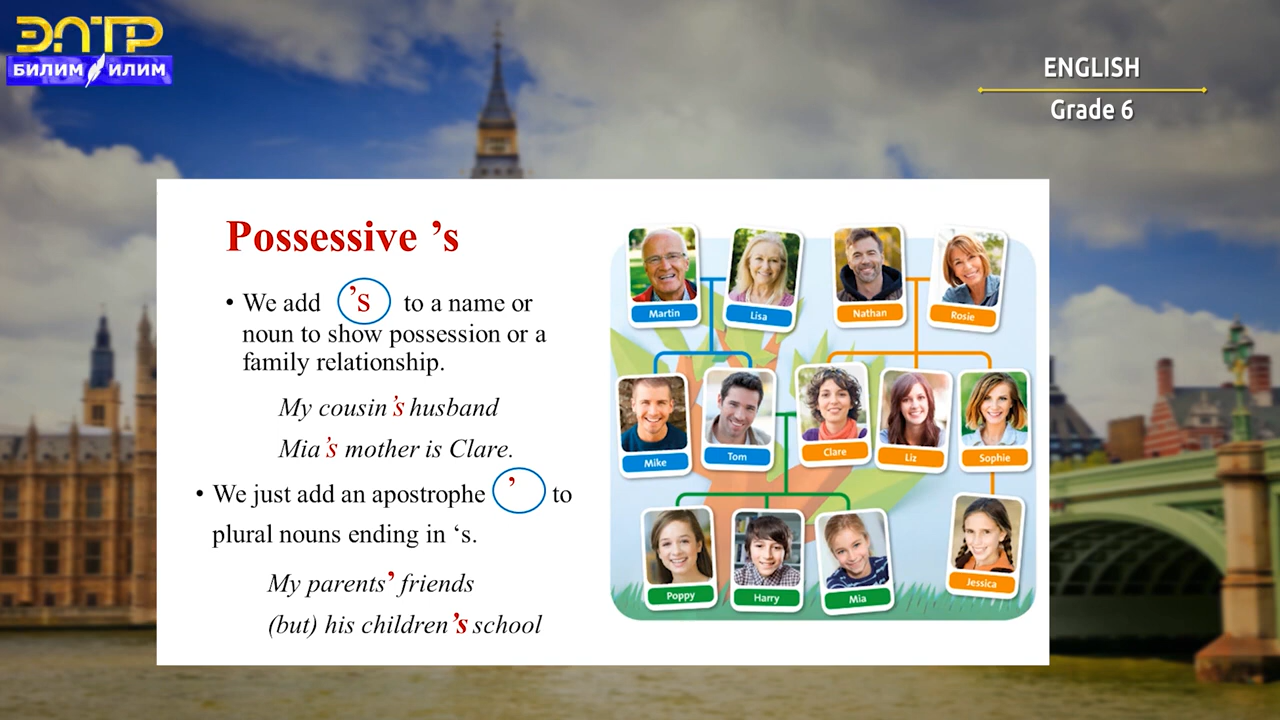 ЭЛТР
БИЛИМ ИЛИМ
ENGLISH
Grade 6
Possessive ’s
• We add ’s to a name or
noun to show possession or a
family relationship.
My cousin’s husband
Mia’s mother is Clare.
• We just add an apostrophe ’ to
plural nouns ending in ‘s.
My parents’ friends
(but) his children’s school
Martin
Lisa
Nathan
Rosie
Mike
Tom
Clare
Liz
Sophie
Poppy
Harry
Mia
Jessica